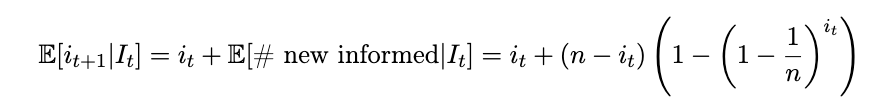 𝔼[i_{t+1}|I_t] = i_t + 𝔼[# new informed|I_t] = i_t + (n − i_t) (1 − (1 − 1/n)^{i_t})